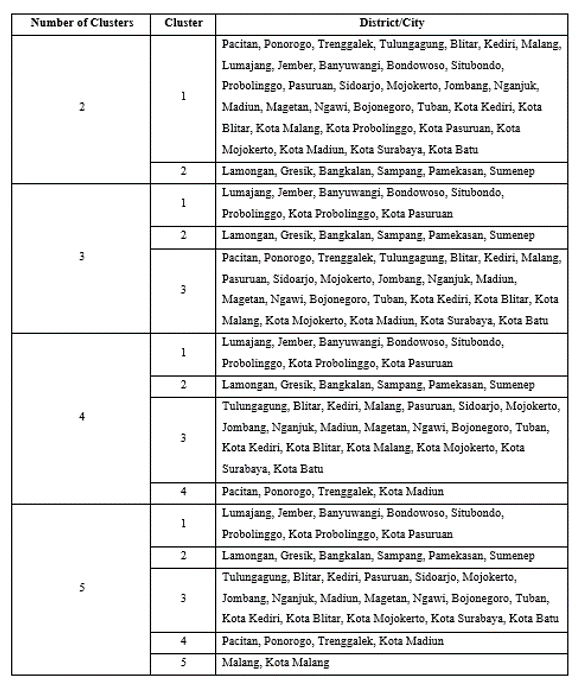 Number of Clusters Cluster District/City
2
1
Pacitan, Ponorogo, Trenggalek, Tulungagung, Blitar, Kediri, Malang,
Lumajang, Jember, Banyuwangi, Bondowoso, Situbondo,
Probolinggo, Pasuruan, Sidoarjo, Mojokerto, Jombang, Nganjuk,
Madiun, Magetan, Ngawi, Bojonegoro, Tuban, Kota Kediri, Kota
Blitar, Kota Malang, Kota Probolinggo, Kota Pasuruan, Kota
Mojokerto, Kota Madiun, Kota Surabaya, Kota Batu
2 Lamongan, Gresik, Bangkalan, Sampang, Pamekasan, Sumenep
3
1
Lumajang, Jember, Banyuwangi, Bondowoso, Situbondo,
Probolinggo, Kota Probolinggo, Kota Pasuruan
2 Lamongan, Gresik, Bangkalan, Sampang, Pamekasan, Sumenep
3
Pacitan, Ponorogo, Trenggalek, Tulungagung, Blitar, Kediri, Malang,
Pasuruan, Sidoarjo, Mojokerto, Jombang, Nganjuk, Madiun,
Magetan, Ngawi, Bojonegoro, Tuban, Kota Kediri, Kota Blitar, Kota
Malang, Kota Mojokerto, Kota Madiun, Kota Surabaya, Kota Batu
4
1
Lumajang, Jember, Banyuwangi, Bondowoso, Situbondo,
Probolinggo, Kota Probolinggo, Kota Pasuruan
2 Lamongan, Gresik, Bangkalan, Sampang, Pamekasan, Sumenep
3
Tulungagung, Blitar, Kediri, Malang, Pasuruan, Sidoarjo, Mojokerto,
Jombang, Nganjuk, Madiun, Magetan, Ngawi, Bojonegoro, Tuban,
Kota Kediri, Kota Blitar, Kota Malang, Kota Mojokerto, Kota
Surabaya, Kota Batu
4 Pacitan, Ponorogo, Trenggalek, Kota Madiun
5
1
Lumajang, Jember, Banyuwangi, Bondowoso, Situbondo,
Probolinggo, Kota Probolinggo, Kota Pasuruan
2 Lamongan, Gresik, Bangkalan, Sampang, Pamekasan, Sumenep
3
Tulungagung, Blitar, Kediri, Pasuruan, Sidoarjo, Mojokerto,
Jombang, Nganjuk, Madiun, Magetan, Ngawi, Bojonegoro, Tuban,
Kota Kediri, Kota Blitar, Kota Mojokerto, Kota Surabaya, Kota Batu
4 Pacitan, Ponorogo, Trenggalek, Kota Madiun
5 Malang, Kota Malang